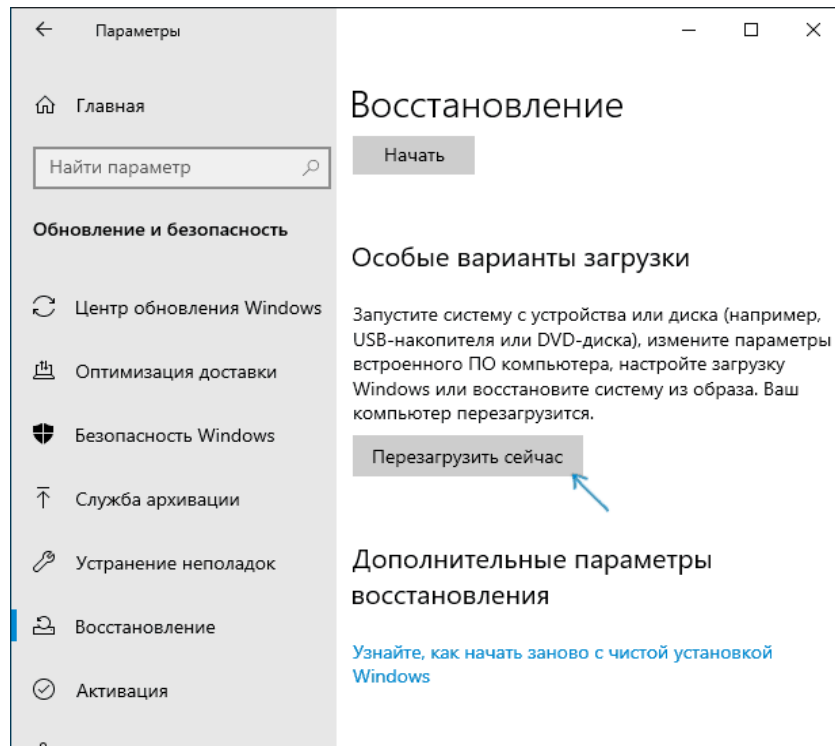 Параметры
Главная
Найти параметр
Обновление и безопасность
Центр обновления Windows
Оптимизация доставки
Безопасность Windows
Служба архивации
Устранение неполадок
Восстановление
Активация
Восстановление
Начать
Особые варианты загрузки
Запустите систему с устройства или диска (например,
USB-накопителя или DVD-диска), измените параметры
встроенного ПО компьютера, настройте загрузку
Windows или восстановите систему из образа. Ваш
компьютер перезагрузится.
Перезагрузить сейчас
Дополнительные параметры
восстановления
Узнайте, как начать заново с чистой установкой
Windows